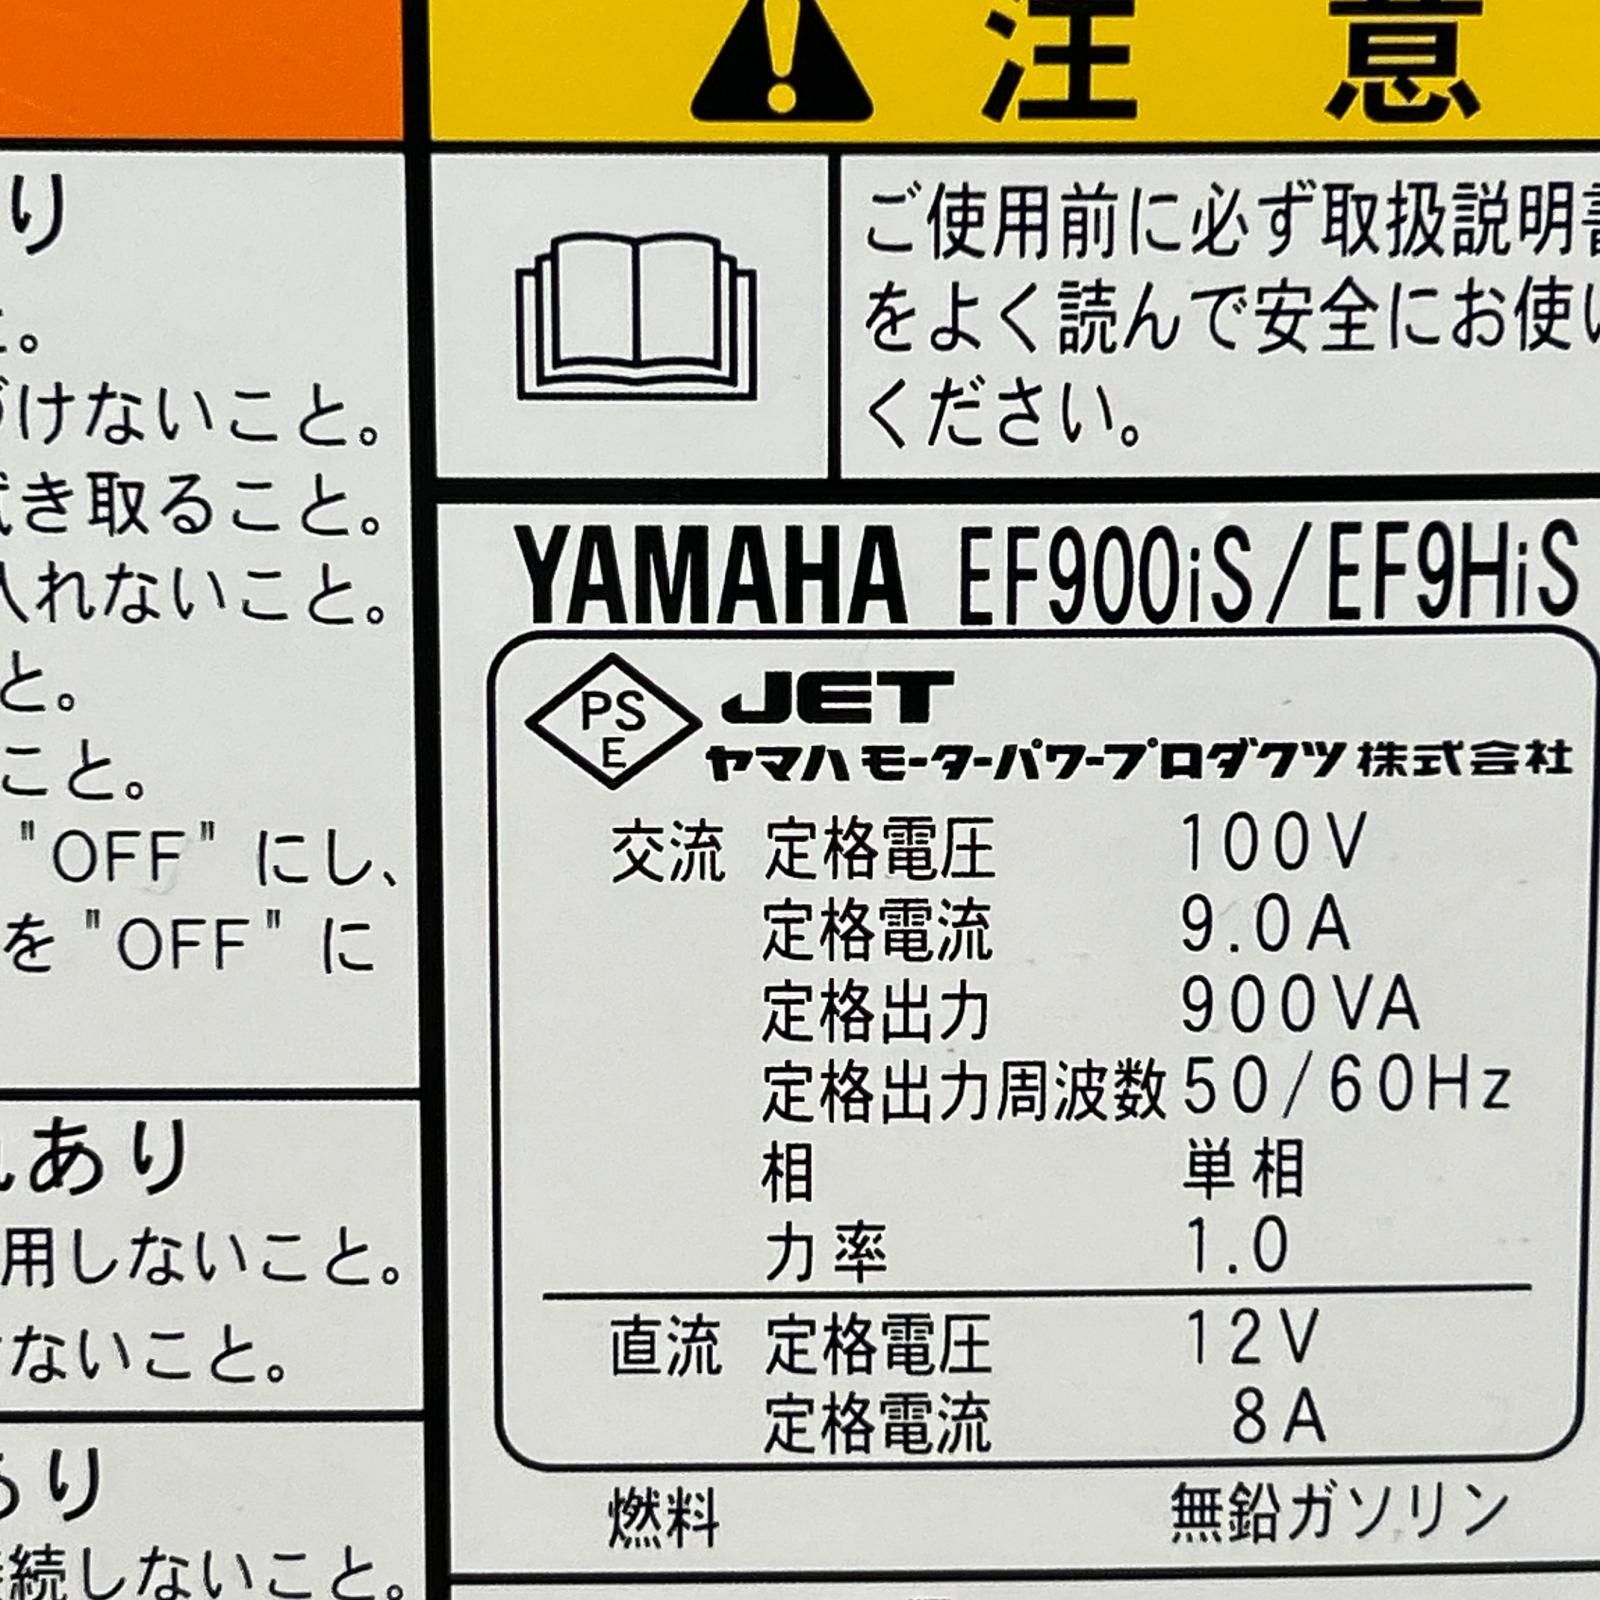 あり
。
けないこと。
き取ること。
れないこと。
と。
こと。
"OFF" にし、
を "OFF" に
あり
用しないこと。
ないこと。
あり
続しないこと。
注 意
ご使用前に必ず取扱説明書
をよく読んで安全にお使い
ください。
YAMAHA EF900iS/EF9HiS
PS
E
JET
ヤマハモーターパワープロダクツ株式会社
交流 定格電圧 100V
定格電流 9.0A
定格出力 900VA
定格出力周波数 50/60Hz
相 単相
力率 1.0
直流 定格電圧 12V
定格電流 8A
燃料 無鉛ガソリン